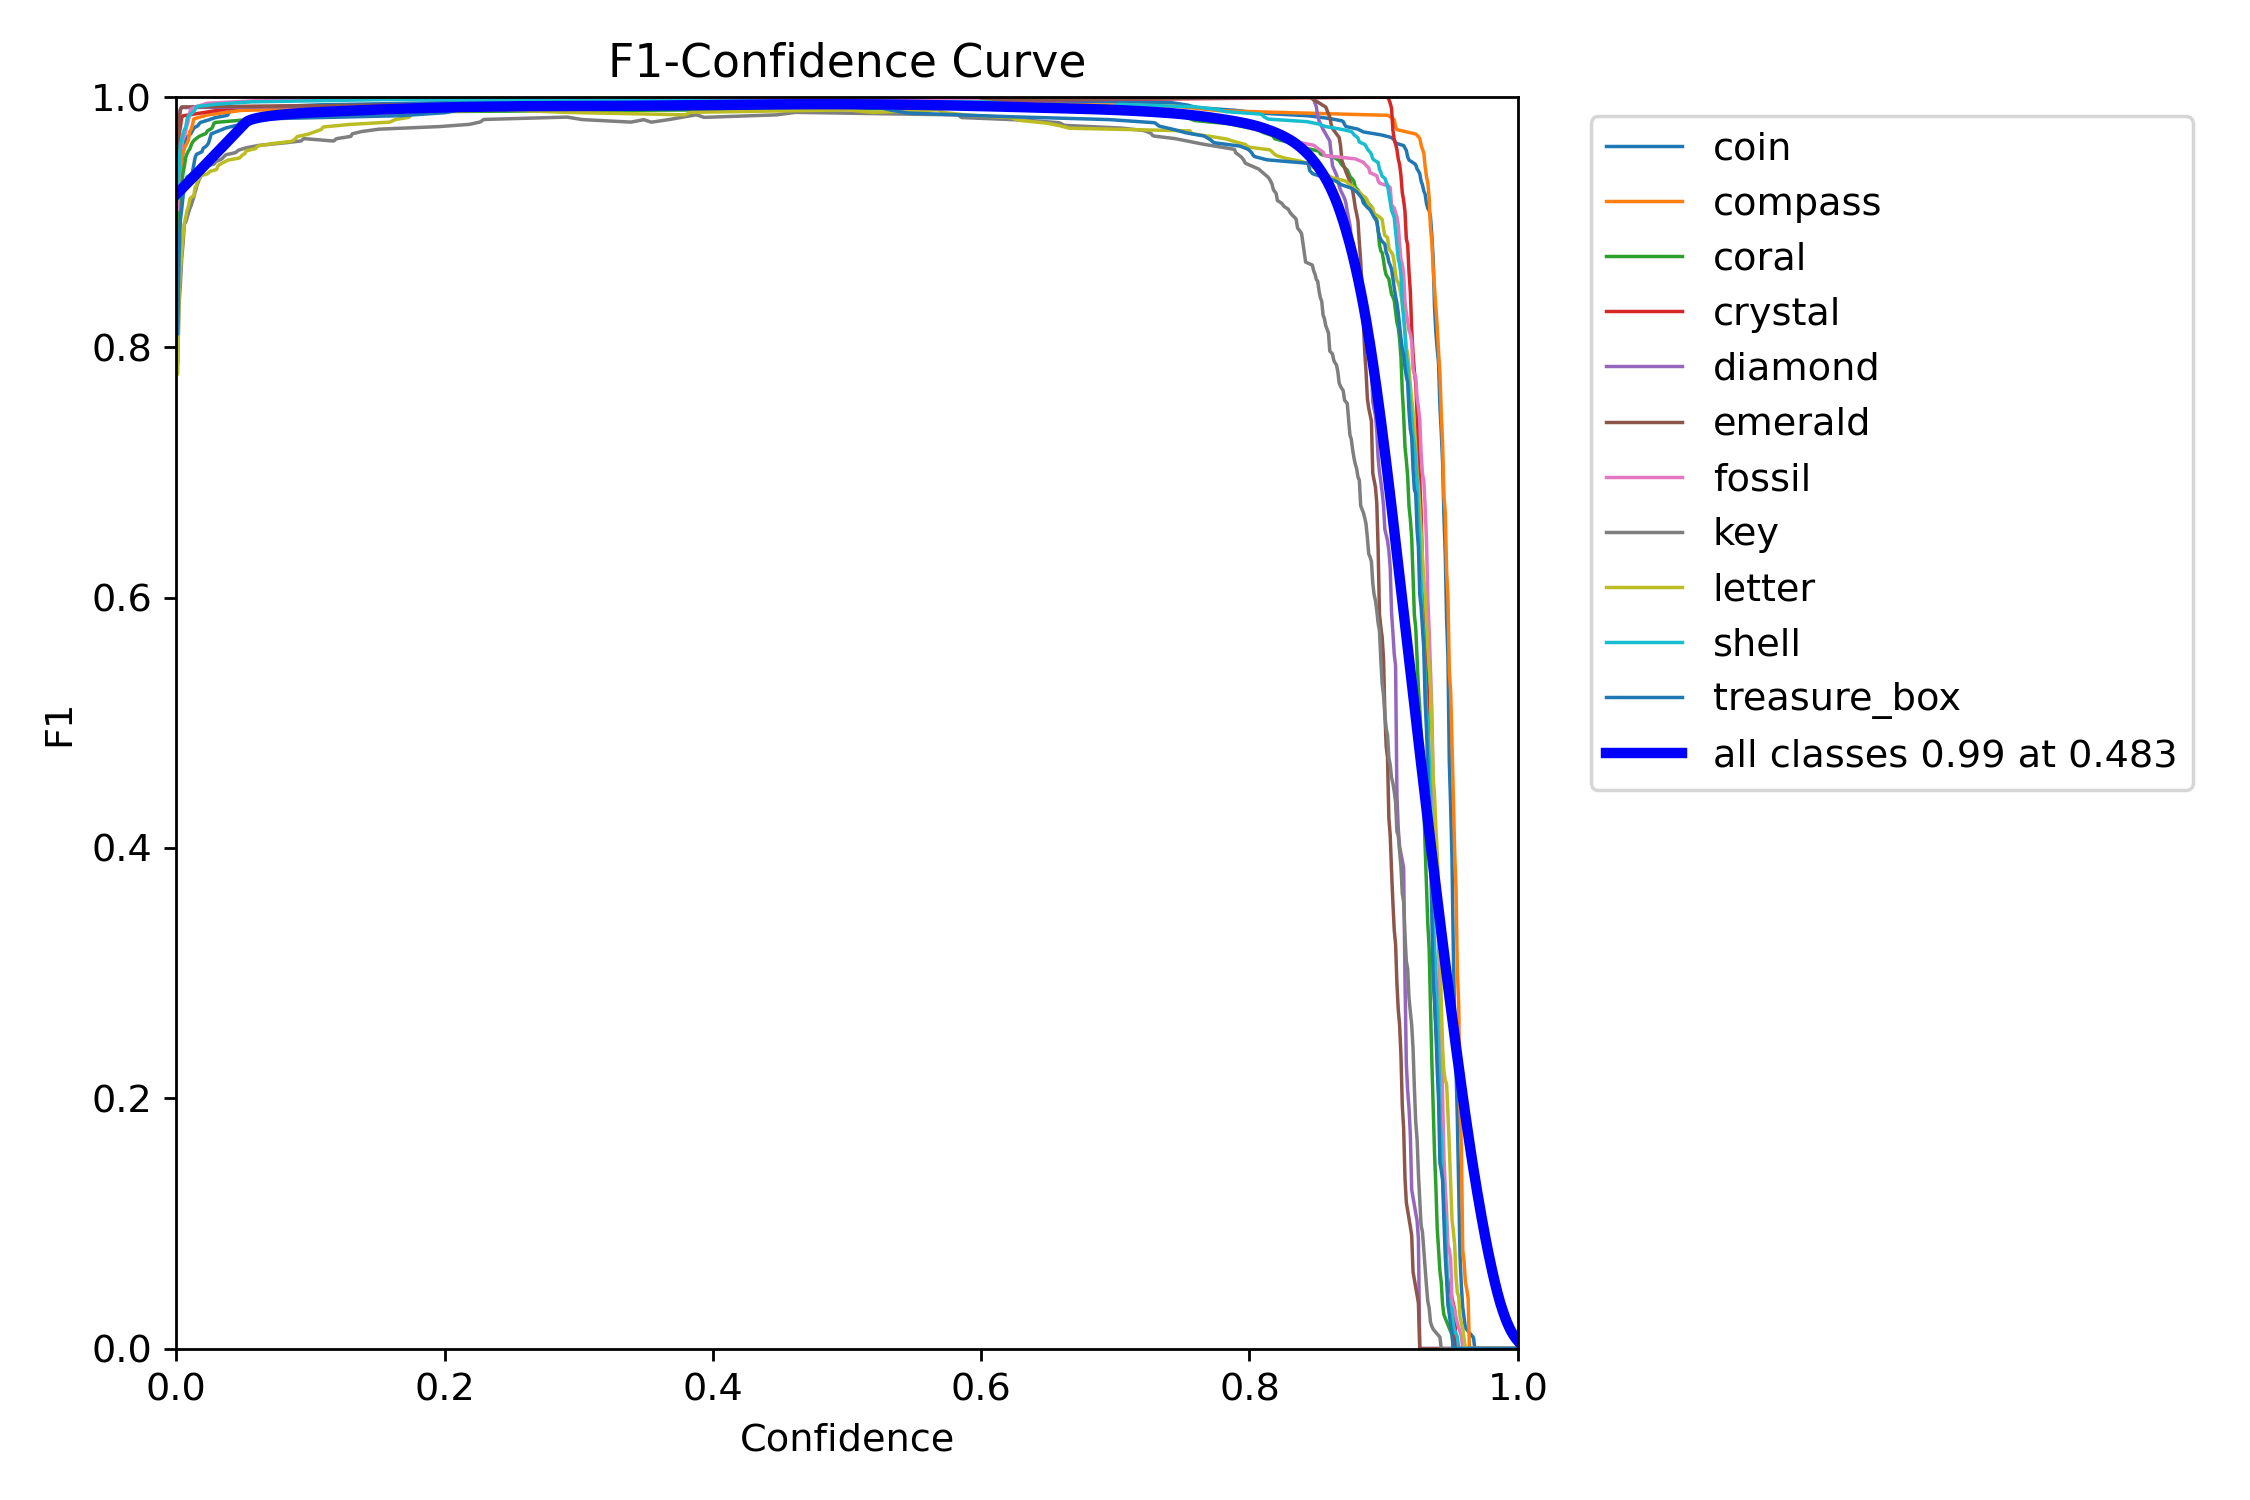 F1-Confidence Curve
1.0
0.8
0.6
0.4
0.2
0.0
F1
0.0 0.2 0.4 0.6 0.8 1.0
Confidence
coin
compass
coral
crystal
diamond
emerald
fossil
key
letter
shell
treasure_box
all classes 0.99 at 0.483